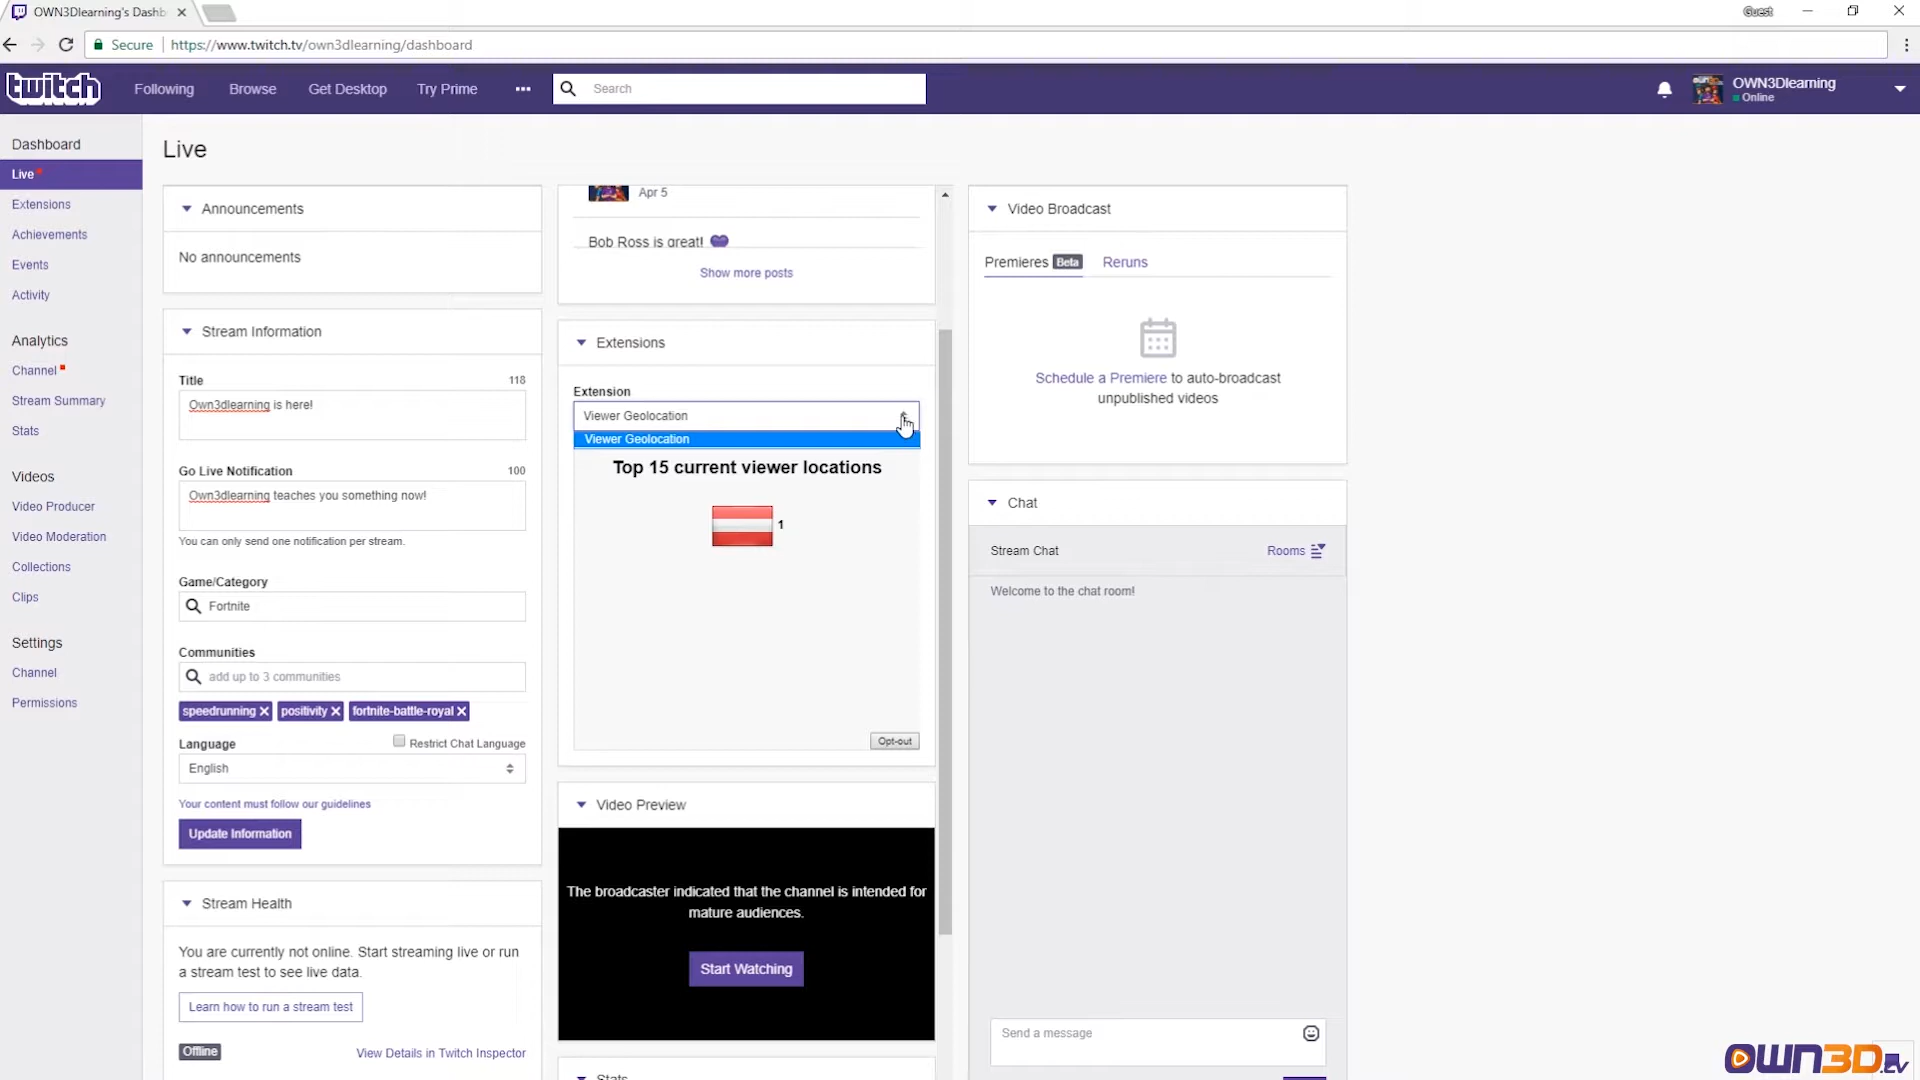 OWN3Dlearning's Dashb
Guest
Secure
https://www.twitch.tv/own3dlearning/dashboard
twitch
Following
Browse
Get Desktop
Try Prime
Search
OWN3Dlearning
Online
Dashboard
Live
Extensions
Achievements
Events
Activity
Analytics
Channel
Stream Summary
Stats
Videos
Video Producer
Video Moderation
Collections
Clips
Settings
Channel
Permissions
Live
Announcements
No announcements
Stream Information
Title
118
Own3dlearning is here!
Go Live Notification
100
Own3dlearning teaches you something now!
You can only send one notification per stream.
Game/Category
Fortnite
Communities
add up to 3 communities
speedrunning
positivity
fortnite-battle-royal
Language
Restrict Chat Language
English
Your content must follow our guidelines
Update Information
Stream Health
You are currently not online. Start streaming live or run
a stream test to see live data.
Learn how to run a stream test
Offline
View Details in Twitch Inspector
Apr 5
Bob Ross is great!
Show more posts
Extensions
Extension
Viewer Geolocation
Viewer Geolocation
Top 15 current viewer locations
1
Opt-out
Video Preview
The broadcaster indicated that the channel is intended for
mature audiences.
Start Watching
Stats
Video Broadcast
Premieres Beta
Reruns
Schedule a Premiere to auto-broadcast
unpublished videos
Chat
Stream Chat
Rooms
Welcome to the chat room!
Send a message
OWN3D.tv